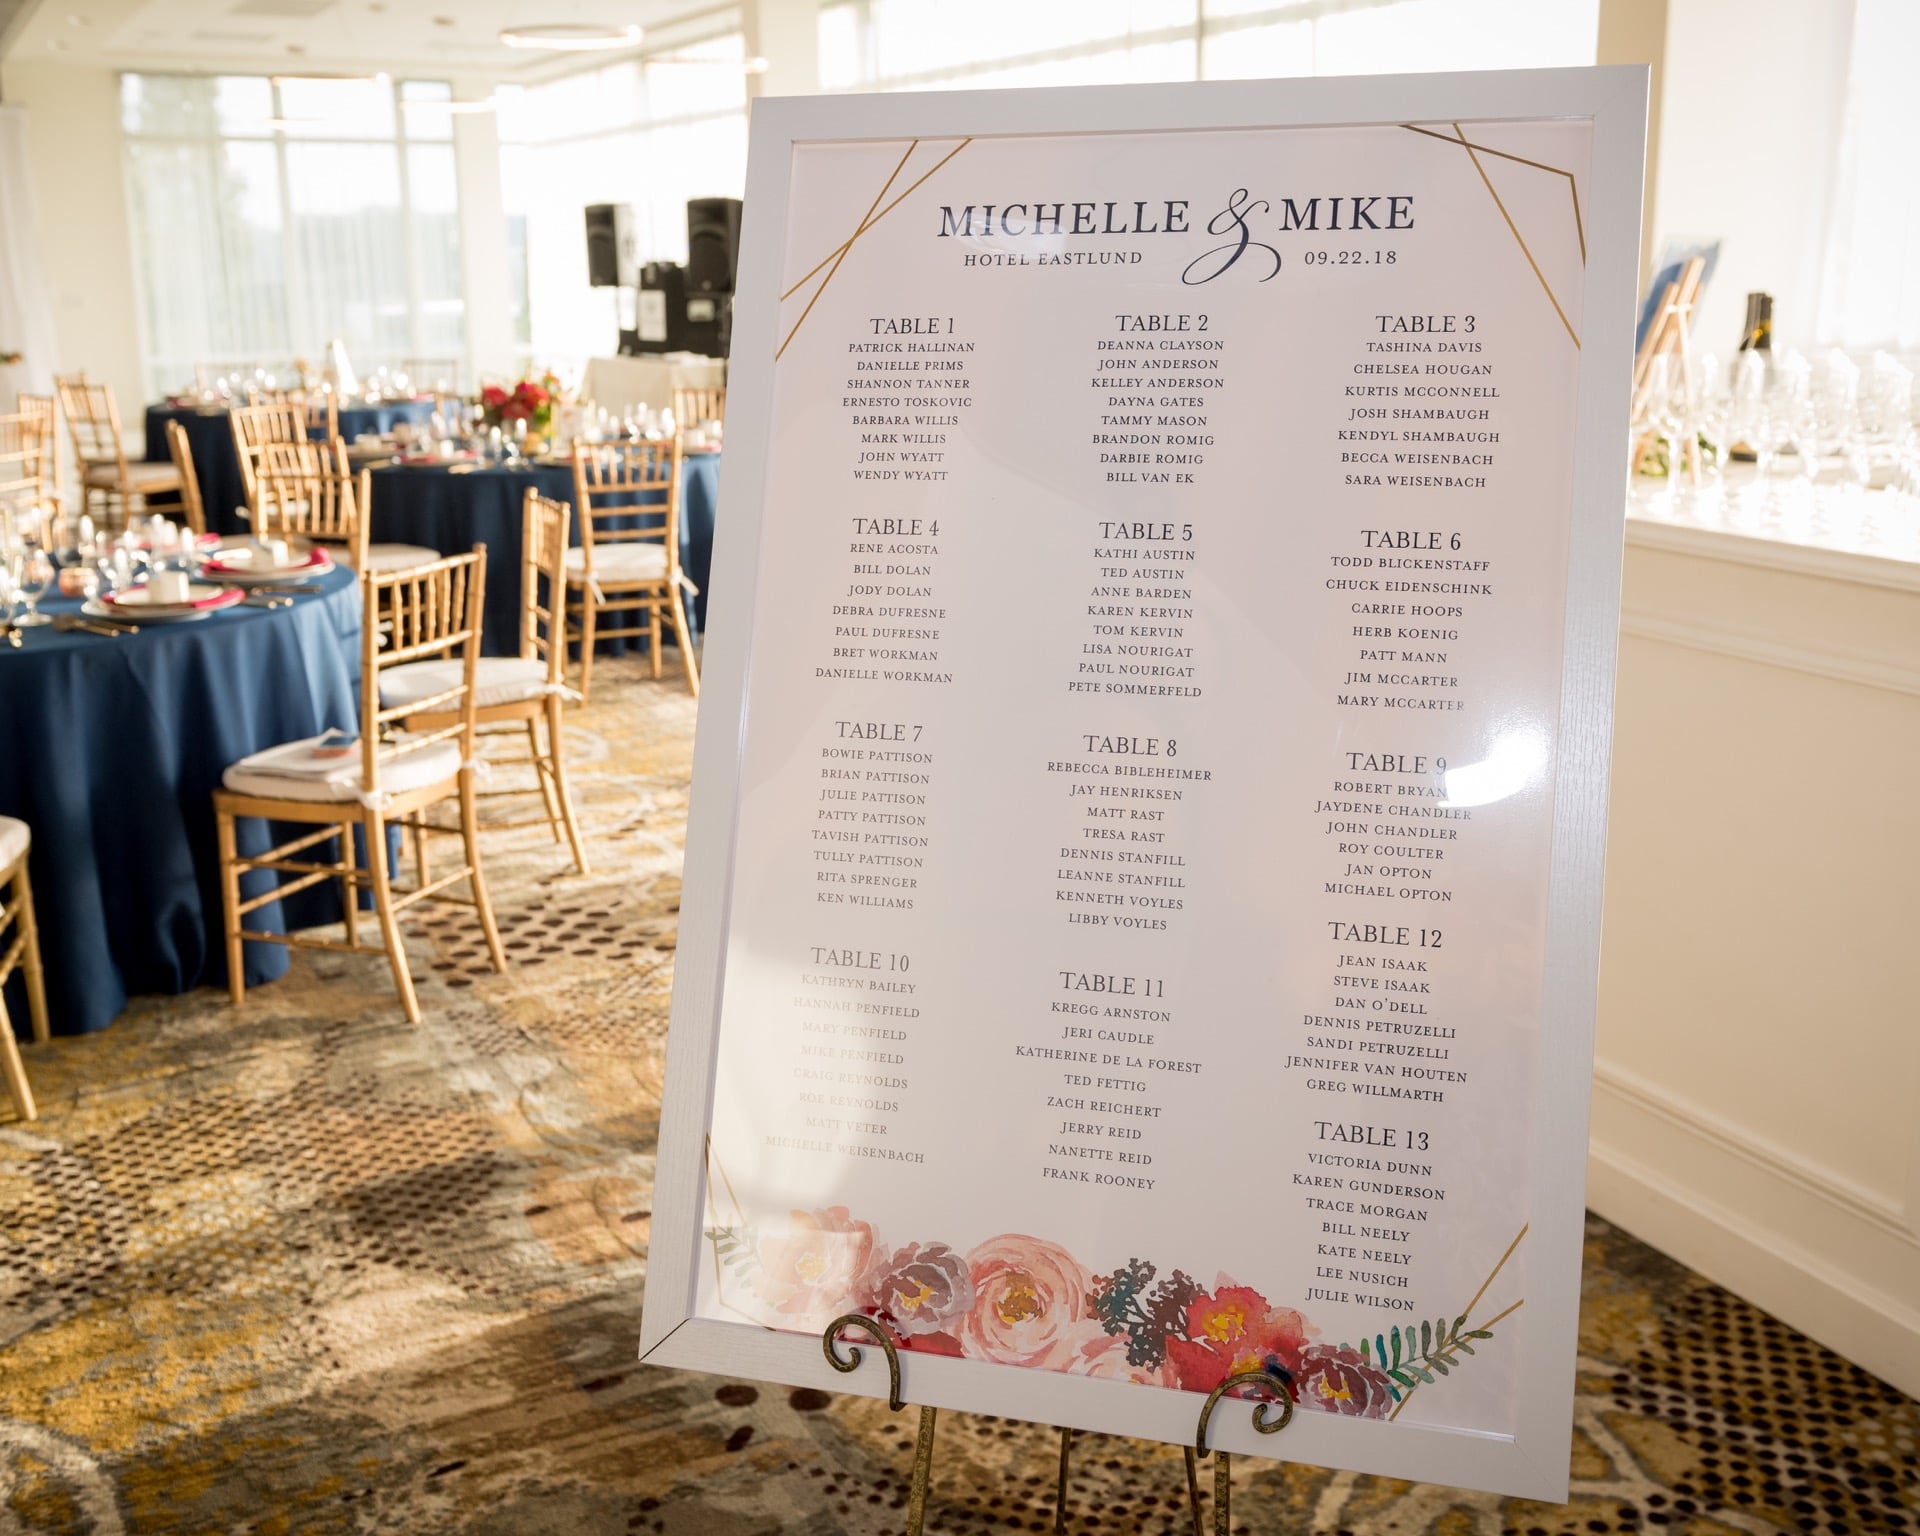 MICHELLE & MIKE
HOTEL EASTLUND 09.22.18
TABLE 1
PATRICK HALLINAN
DANIELLE PRIMS
SHANNON TANNER
ERNESTO TOSKOVIC
BARBARA WILLIS
MARK WILLIS
JOHN WYATT
WENDY WYATT
TABLE 2
DEANNA CLAYSON
JOHN ANDERSON
KELLEY ANDERSON
DAYNA GATES
TAMMY MASON
BRANDON ROMIG
DARBIE ROMIG
BILL VAN EK
TABLE 3
TASHINA DAVIS
CHELSEA HOUGAN
KURTIS MCCONNELL
JOSH SHAMBAUGH
KENDYL SHAMBAUGH
BECCA WEISENBACH
SARA WEISENBACH
TABLE 4
RENE ACOSTA
BILL DOLAN
JODY DOLAN
DEBRA DUFRESNE
PAUL DUFRESNE
BRET WORKMAN
DANIELLE WORKMAN
TABLE 5
KATHI AUSTIN
TED AUSTIN
ANNE BARDEN
KAREN KERVIN
TOM KERVIN
LISA NOURIGAT
PAUL NOURIGAT
PETE SOMMERFELD
TABLE 6
TODD BLICKENSTAFF
CHUCK EIDENSCHINK
CARRIE HOOPS
HERB KOENIG
PATT MANN
JIM MCCARTER
MARY MCCARTER
TABLE 7
BOWIE PATTISON
BRIAN PATTISON
JULIE PATTISON
PATTY PATTISON
TAVISH PATTISON
TULLY PATTISON
RITA SPRENGER
KEN WILLIAMS
TABLE 8
REBECCA BIBLEHEIMER
JAY HENRIKSEN
MATT RAST
TRESA RAST
DENNIS STANFILL
LEANNE STANFILL
KENNETH VOYLES
LIBBY VOYLES
TABLE 9
ROBERT BRYAN
JAYDENE CHANDLER
JOHN CHANDLER
ROY COULTER
JAN OPTON
MICHAEL OPTON
TABLE 10
KATHRYN BAILEY
HANNAH PENFIELD
MARY PENFIELD
MIKE PENFIELD
CRAIG REYNOLDS
ROE REYNOLDS
MATT VETER
MICHELLE WEISENBACH
TABLE 11
KREGG ARNSTON
JERI CAUDLE
KATHERINE DE LA FOREST
TED FETTIG
ZACH REICHERT
JERRY REID
NANETTE REID
FRANK ROONEY
TABLE 12
JEAN ISAAK
STEVE ISAAK
DAN O'DELL
DENNIS PETRUZELLI
SANDI PETRUZELLI
JENNIFER VAN HOUTEN
GREG WILLMARTH
TABLE 13
VICTORIA DUNN
KAREN GUNDERSON
TRACE MORGAN
BILL NEELY
KATE NEELY
LEE NUSICH
JULIE WILSON